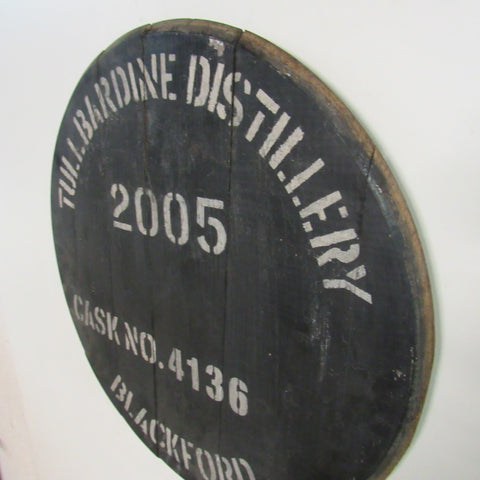 TULLIBARDINE DISTILLERY
2005
CASK NO. 4136
BLACKFORD